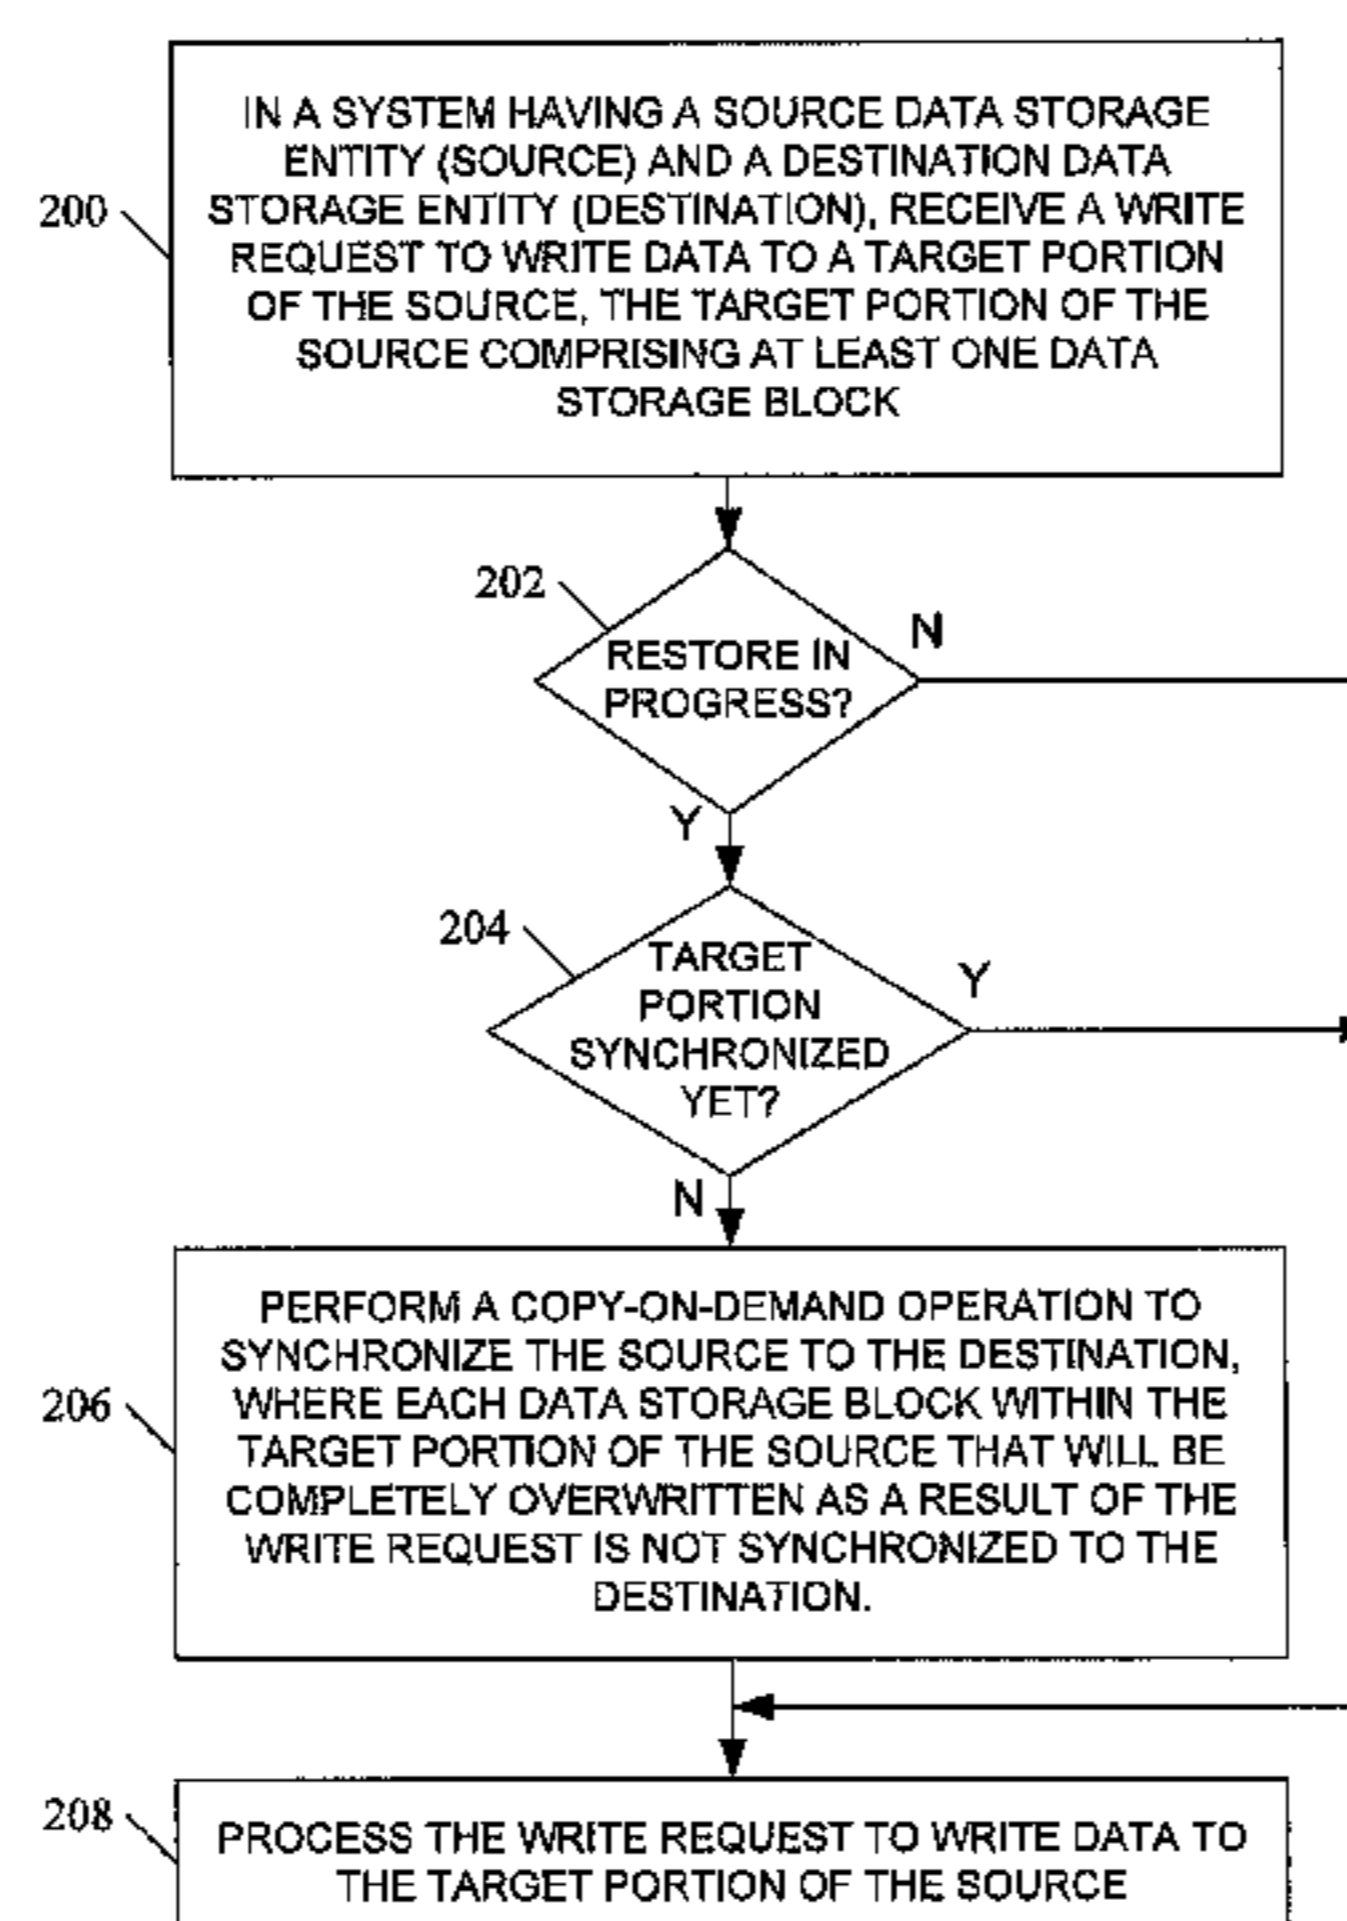 IN A SYSTEM HAVING A SOURCE DATA STORAGE
ENTITY (SOURCE) AND A DESTINATION DATA
200
STORAGE ENTITY (DESTINATION), RECEIVE A WRITE
REQUEST TO WRITE DATA TO A TARGET PORTION
OF THE SOURCE, THE TARGET PORTION OF THE
SOURCE COMPRISING AT LEAST ONE DATA
STORAGE BLOCK
202
N
RESTORE IN
PROGRESS?
Y
204
TARGET
Y
PORTION
SYNCHRONIZED
YET?
N
PERFORM A COPY-ON-DEMAND OPERATION TO
SYNCHRONIZE THE SOURCE TO THE DESTINATION,
206
WHERE EACH DATA STORAGE BLOCK WITHIN THE
TARGET PORTION OF THE SOURCE THAT WILL BE
COMPLETELY OVERWRITTEN AS A RESULT OF THE
WRITE REQUEST IS NOT SYNCHRONIZED TO THE
DESTINATION.
208
PROCESS THE WRITE REQUEST TO WRITE DATA TO
THE TARGET PORTION OF THE SOURCE